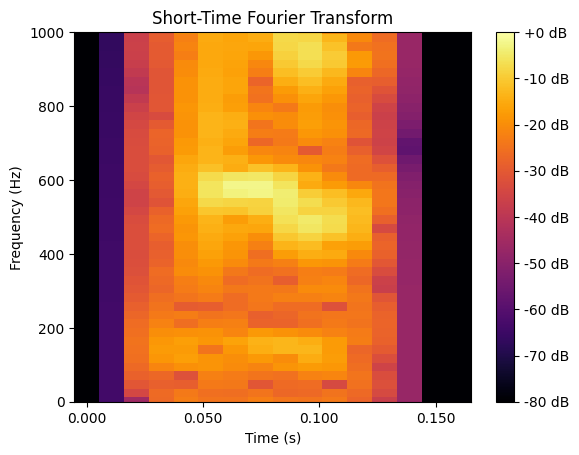 Short-Time Fourier Transform
1000
800
600
400
200
0
Frequency (Hz)
0.000
0.050
0.100
0.150
Time (s)
+0 dB
-10 dB
-20 dB
-30 dB
-40 dB
-50 dB
-60 dB
-70 dB
-80 dB